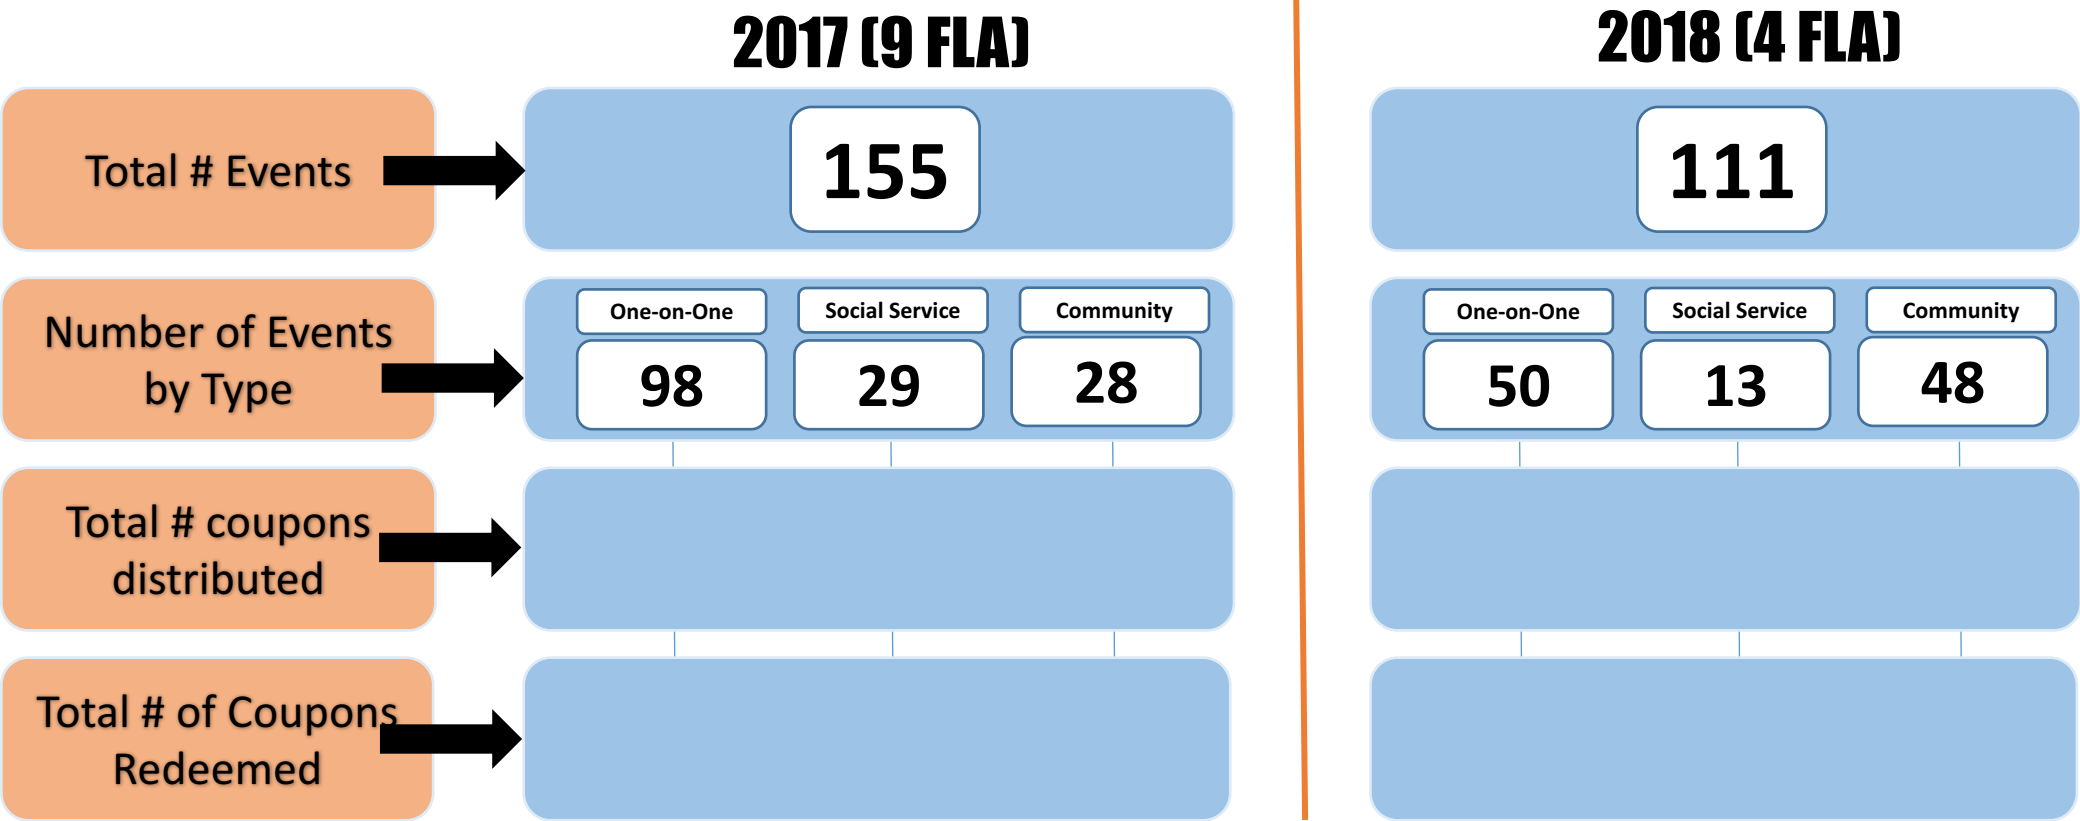 2017 (9 FLA)
2018 (4 FLA)
Total # Events
155
111
Number of Events
by Type
One-on-One
Social Service
Community
98
29
28
One-on-One
Social Service
Community
50
13
48
Total # coupons
distributed
Total # of Coupons
Redeemed